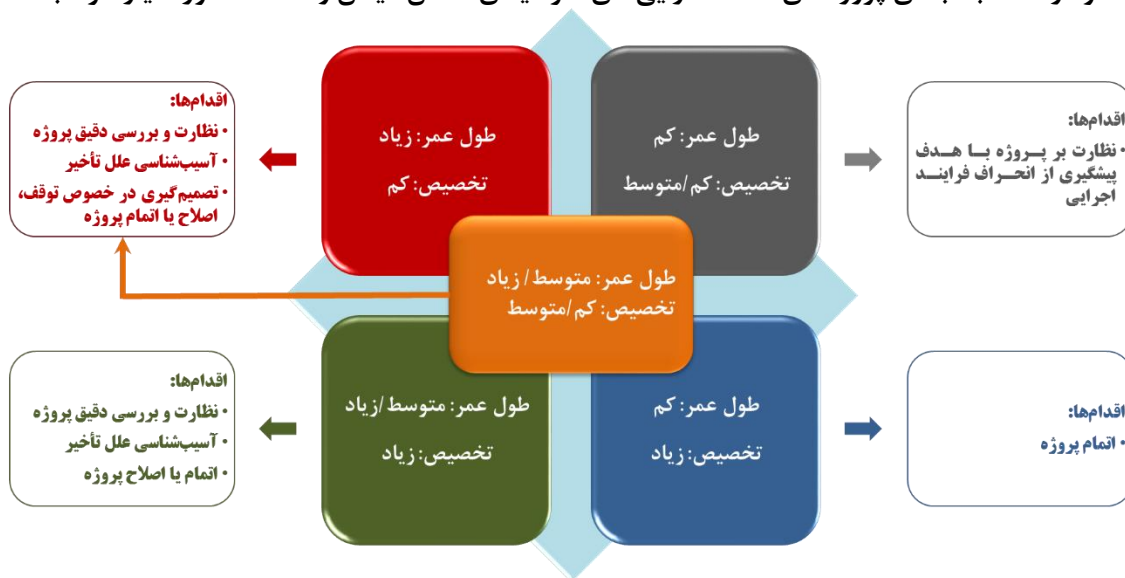 اقدام‌ها:
• نظارت بر پروژه با هدف
پیشگیری از انحراف فرایند
اجرایی
طول عمر: کم
تخصیص: کم/متوسط
طول عمر: زیاد
تخصیص: کم
اقدام‌ها:
• نظارت و بررسی دقیق پروژه
• آسیب‌شناسی علل تأخیر
• تصمیم‌گیری در خصوص توقف،
اصلاح یا اتمام پروژه
طول عمر: متوسط/ زیاد
تخصیص: کم/متوسط
اقدام‌ها:
• اتمام پروژه
طول عمر: کم
تخصیص: زیاد
طول عمر: متوسط/زیاد
تخصیص: زیاد
اقدام‌ها:
• نظارت و بررسی دقیق پروژه
• آسیب‌شناسی علل تأخیر
• اتمام یا اصلاح پروژه